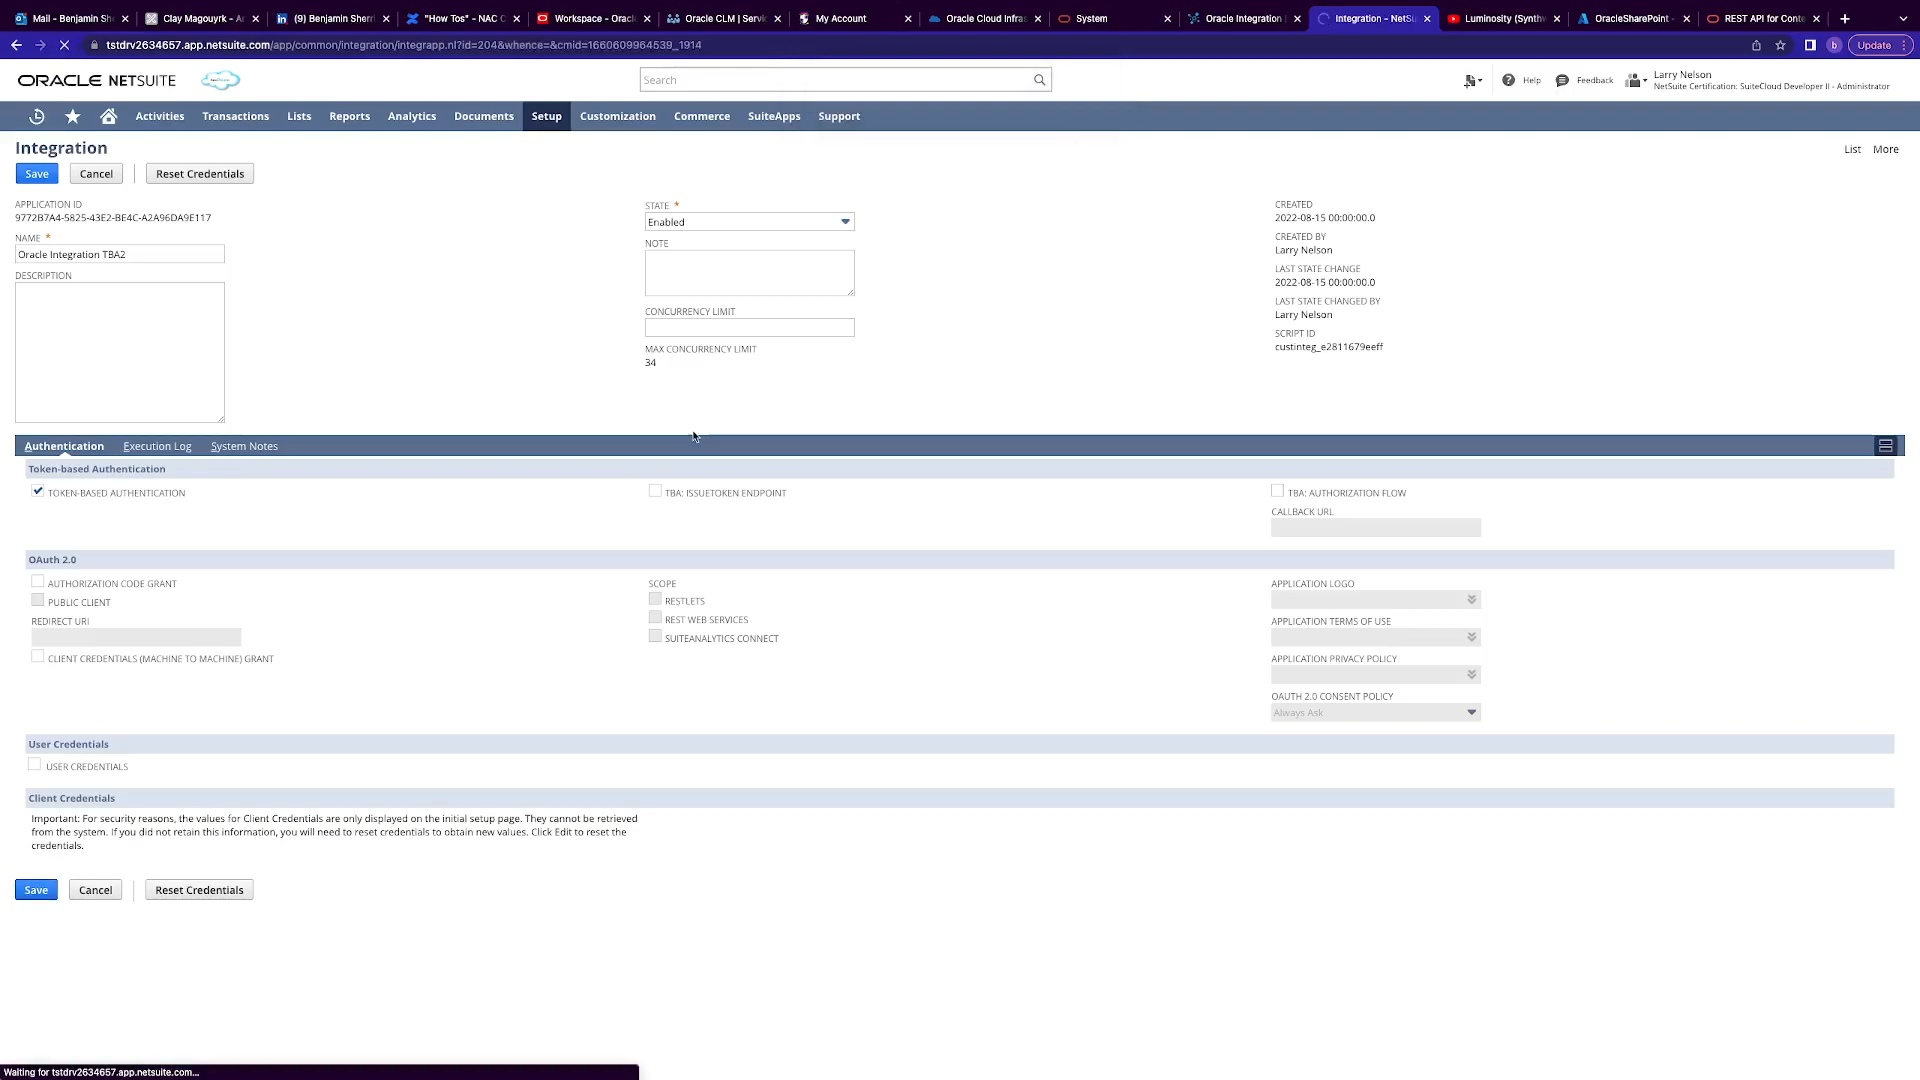 Mail - Benjamin She
Clay Magouyrk - Am
(9) Benjamin Sherri
"How Tos" - NAC C
Workspace - Oracle
Oracle CLM | Servic
My Account
Oracle Cloud Infras
System
Oracle Integration |
Integration - NetSu
Luminosity (Synthw
OracleSharePoint -
REST API for Conte
tstdrv2634657.app.netsuite.com/app/common/integration/integrapp.nl?id=204&whence=&cmid=1660609964539_1914
b
Update
ORACLE NETSUITE
Search
Help
Feedback
Larry Nelson
NetSuite Certification: SuiteCloud Developer II - Administrator
Activities
Transactions
Lists
Reports
Analytics
Documents
Setup
Customization
Commerce
SuiteApps
Support
Integration
List
More
Save
Cancel
Reset Credentials
APPLICATION ID
9772B7A4-5825-43E2-BE4C-A2A96DA9E117
NAME *
Oracle Integration TBA2
DESCRIPTION
STATE *
Enabled
NOTE
CONCURRENCY LIMIT
MAX CONCURRENCY LIMIT
34
CREATED
2022-08-15 00:00:00.0
CREATED BY
Larry Nelson
LAST STATE CHANGE
2022-08-15 00:00:00.0
LAST STATE CHANGED BY
Larry Nelson
SCRIPT ID
custinteg_e2811679eeff
Authentication
Execution Log
System Notes
Token-based Authentication
TOKEN-BASED AUTHENTICATION
TBA: ISSUETOKEN ENDPOINT
TBA: AUTHORIZATION FLOW
CALLBACK URL
OAuth 2.0
AUTHORIZATION CODE GRANT
PUBLIC CLIENT
REDIRECT URI
CLIENT CREDENTIALS (MACHINE TO MACHINE) GRANT
SCOPE
RESTLETS
REST WEB SERVICES
SUITEANALYTICS CONNECT
APPLICATION LOGO
APPLICATION TERMS OF USE
APPLICATION PRIVACY POLICY
OAUTH 2.0 CONSENT POLICY
Always Ask
User Credentials
USER CREDENTIALS
Client Credentials
Important: For security reasons, the values for Client Credentials are only displayed on the initial setup page. They cannot be retrieved
from the system. If you did not retain this information, you will need to reset credentials to obtain new values. Click Edit to reset the
credentials.
Save
Cancel
Reset Credentials
Waiting for tstdrv2634657.app.netsuite.com...